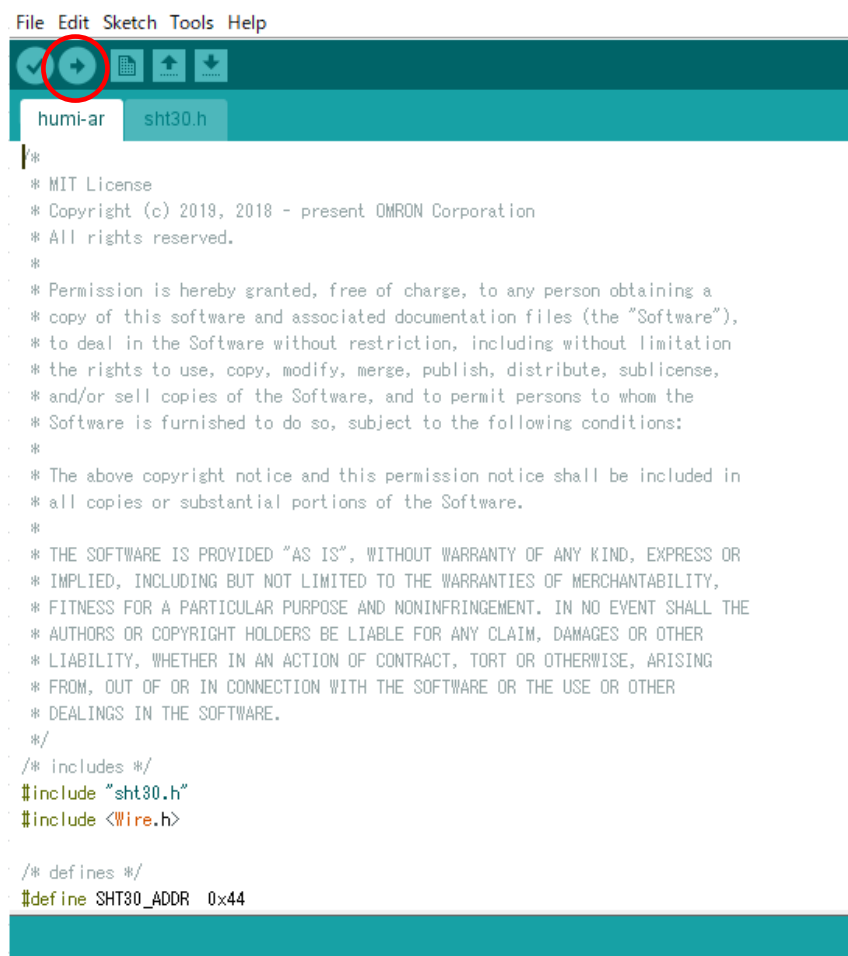 File Edit Sketch Tools Help
humi-ar sht30.h
/*
 * MIT License
 * Copyright (c) 2019, 2018 - present OMRON Corporation
 * All rights reserved.
 *
 * Permission is hereby granted, free of charge, to any person obtaining a
 * copy of this software and associated documentation files (the "Software"),
 * to deal in the Software without restriction, including without limitation
 * the rights to use, copy, modify, merge, publish, distribute, sublicense,
 * and/or sell copies of the Software, and to permit persons to whom the
 * Software is furnished to do so, subject to the following conditions:
 *
 * The above copyright notice and this permission notice shall be included in
 * all copies or substantial portions of the Software.
 *
 * THE SOFTWARE IS PROVIDED "AS IS", WITHOUT WARRANTY OF ANY KIND, EXPRESS OR
 * IMPLIED, INCLUDING BUT NOT LIMITED TO THE WARRANTIES OF MERCHANTABILITY,
 * FITNESS FOR A PARTICULAR PURPOSE AND NONINFRINGEMENT. IN NO EVENT SHALL THE
 * AUTHORS OR COPYRIGHT HOLDERS BE LIABLE FOR ANY CLAIM, DAMAGES OR OTHER
 * LIABILITY, WHETHER IN AN ACTION OF CONTRACT, TORT OR OTHERWISE, ARISING
 * FROM, OUT OF OR IN CONNECTION WITH THE SOFTWARE OR THE USE OR OTHER
 * DEALINGS IN THE SOFTWARE.
 */
/* includes */
#include "sht30.h"
#include <Wire.h>
/* defines */
#define SHT30_ADDR 0x44